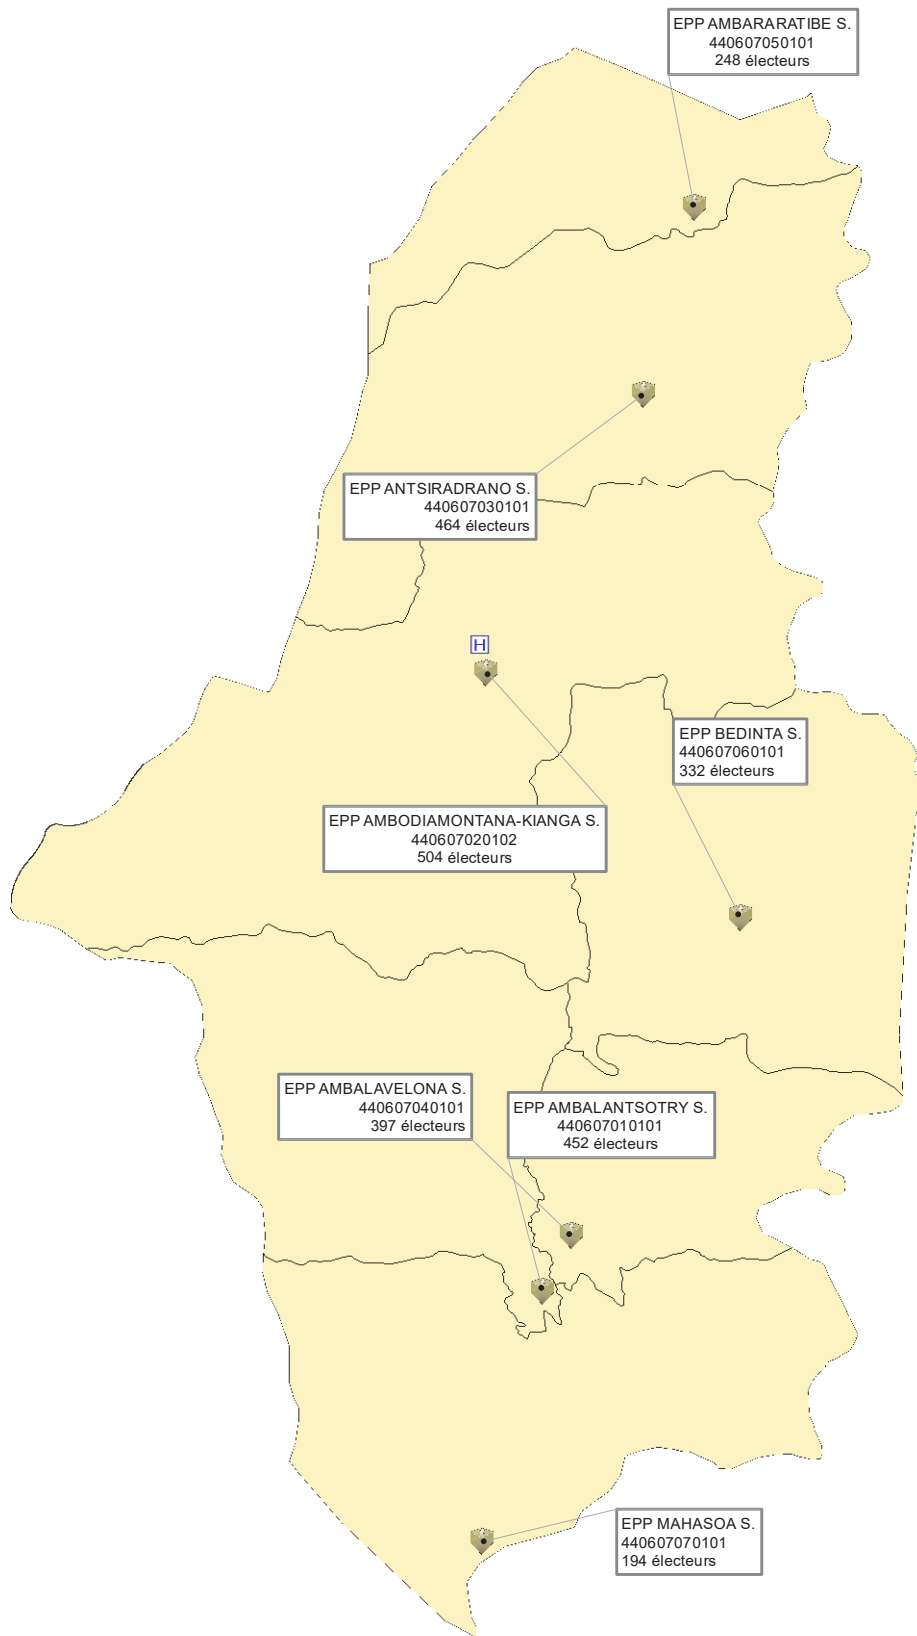 EPP AMBARARATIBE S.
440607050101
248 électeurs
EPP ANTSIRADRANO S.
440607030101
464 électeurs
H
EPP BEDINTA S.
440607060101
332 électeurs
EPP AMBODIAMONTANA-KIANGA S.
440607020102
504 électeurs
EPP AMBALAVELONA S.
440607040101
397 électeurs
EPP AMBALANTSOTRY S.
440607010101
452 électeurs
EPP MAHASOA S.
440607070101
194 électeurs